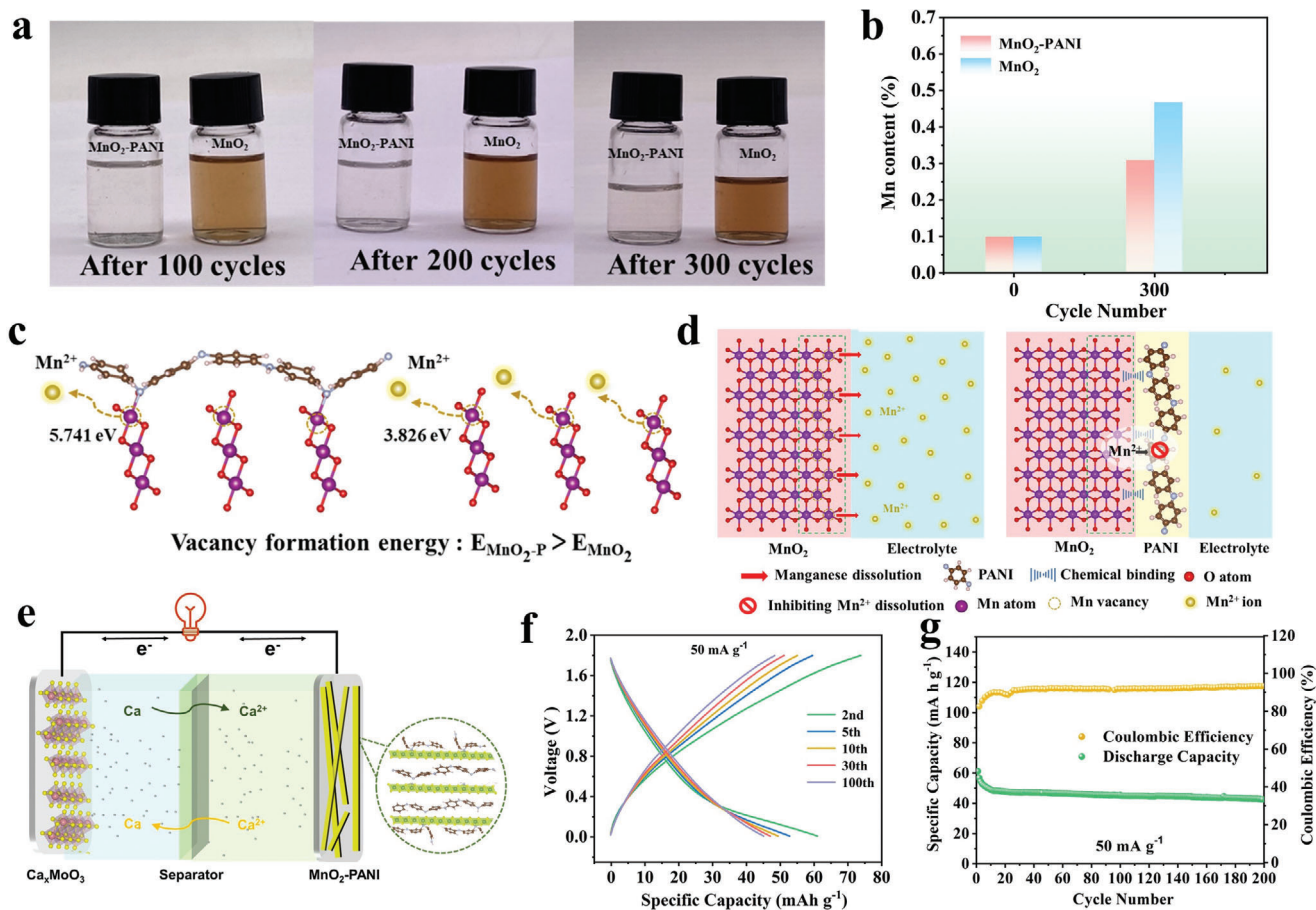 a
MnO₂-PANI
MnO₂
After 100 cycles
MnO₂-PANI
MnO₂
After 200 cycles
MnO₂-PANI
MnO₂
After 300 cycles
b
Mn content (%)
0.7
0.6
0.5
0.4
0.3
0.2
0.1
0.0
MnO₂-PANI
MnO₂
0
300
Cycle Number
c
Mn²⁺
Mn²⁺
5.741 eV
3.826 eV
Vacancy formation energy : E_MnO₂-P > E_MnO₂
d
Mn²⁺
Mn²⁺
Mn²⁺
MnO₂
Electrolyte
MnO₂
PANI
Electrolyte
Manganese dissolution
PANI
Chemical binding
O atom
Inhibiting Mn²⁺ dissolution
Mn atom
Mn vacancy
Mn²⁺ ion
e
e⁻
e⁻
Ca
Ca²⁺
Ca
Ca²⁺
CaₓMoO₃
Separator
MnO₂-PANI
f
Voltage (V )
2.0
1.6
1.2
0.8
0.4
0.0
50 mA g⁻¹
2nd
5th
10th
30th
100th
0 10 20 30 40 50 60 70 80
Specific Capacity (mAh g⁻¹)
g
Specific Capacity (mA h g⁻¹)
140
120
100
80
60
40
20
0
Coulombic Efficiency
Discharge Capacity
50 mA g⁻¹
0 20 40 60 80 100 120 140 160 180 200
Cycle Number
120
100
80
60
40
20
0
Coulombic Efficiency (%)